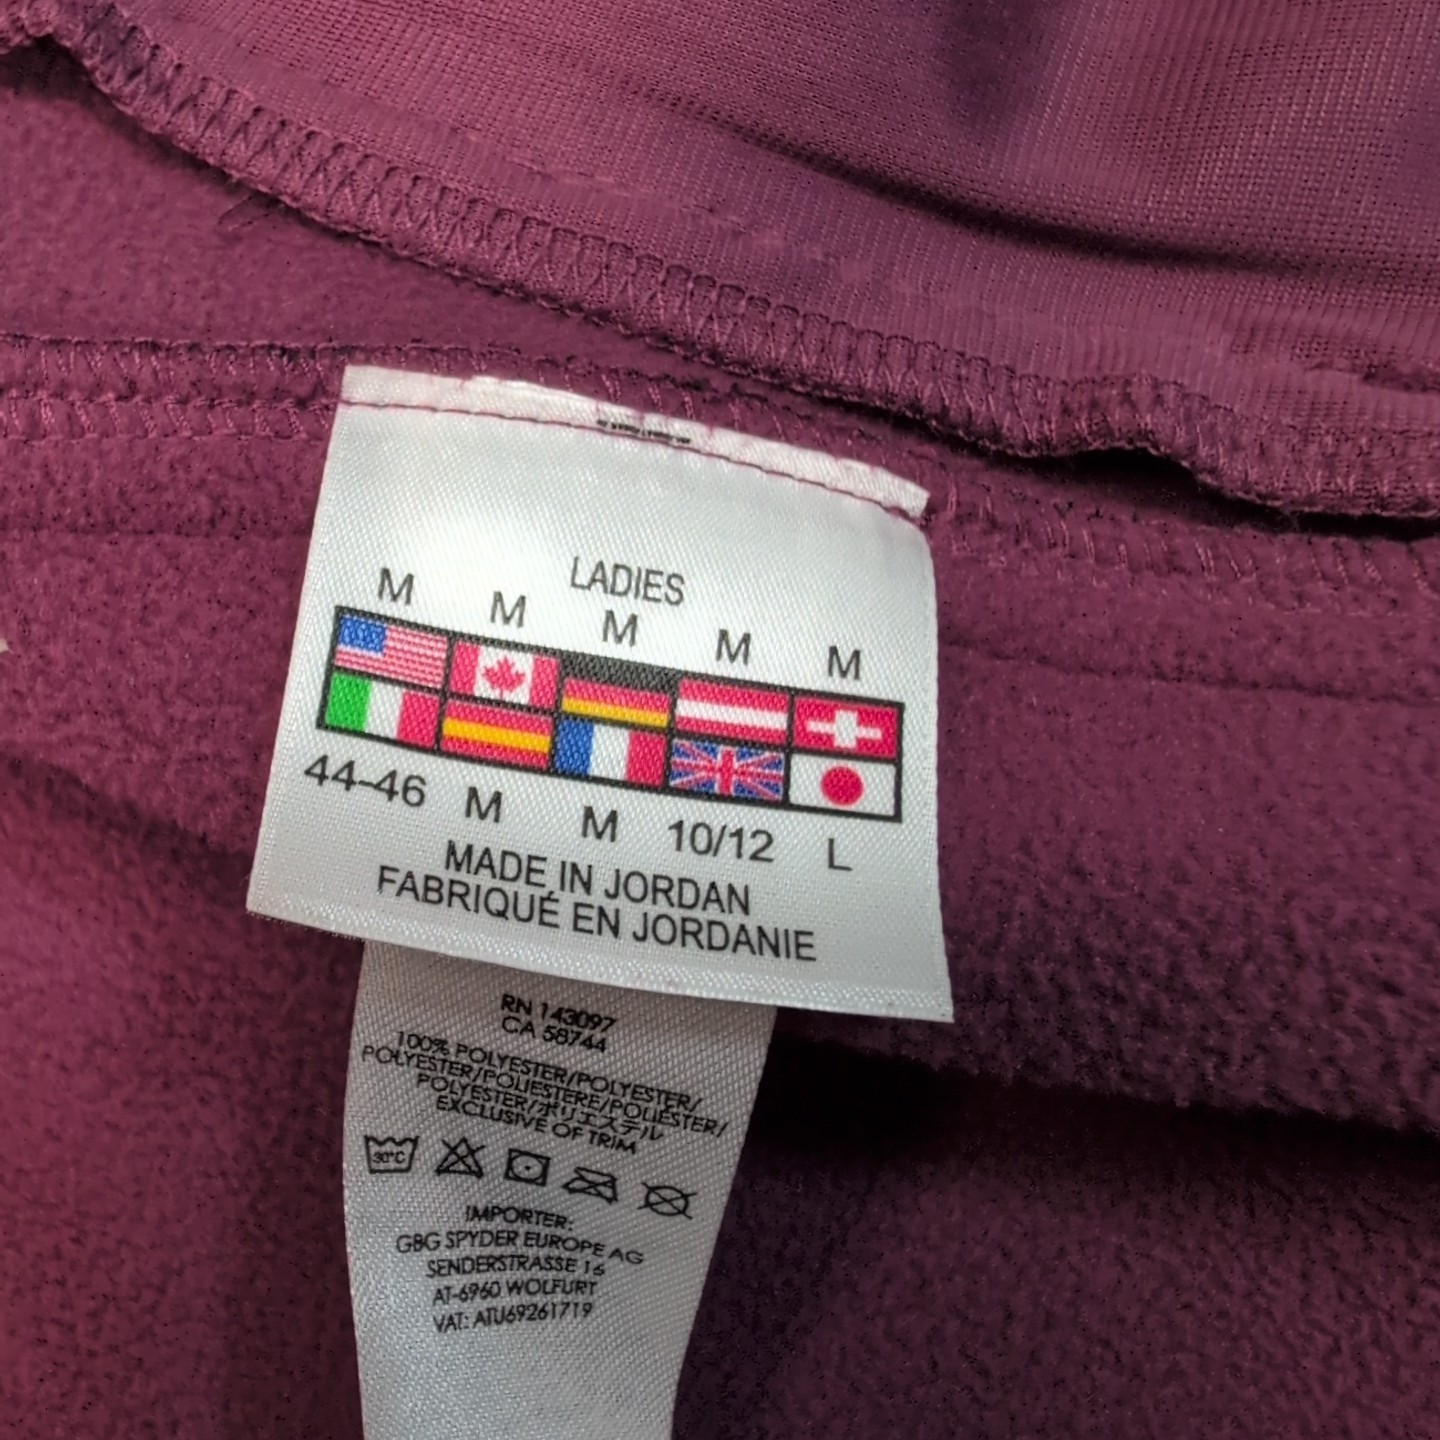 LADIES
M M M M M
44-46 M M 10/12 L
MADE IN JORDAN
FABRIQUÉ EN JORDANIE
RN 143097
CA 58744
100% POLYESTER/POLYESTER/
POLYESTER/POLIESTERE/POLIÉSTER/
POLYESTER/ポリエステル
EXCLUSIVE OF TRIM
30°C
IMPORTER:
GBG SPYDER EUROPE AG
SENDERSTRASSE 16
AT-6960 WOLFURT
VAT: ATU69261719